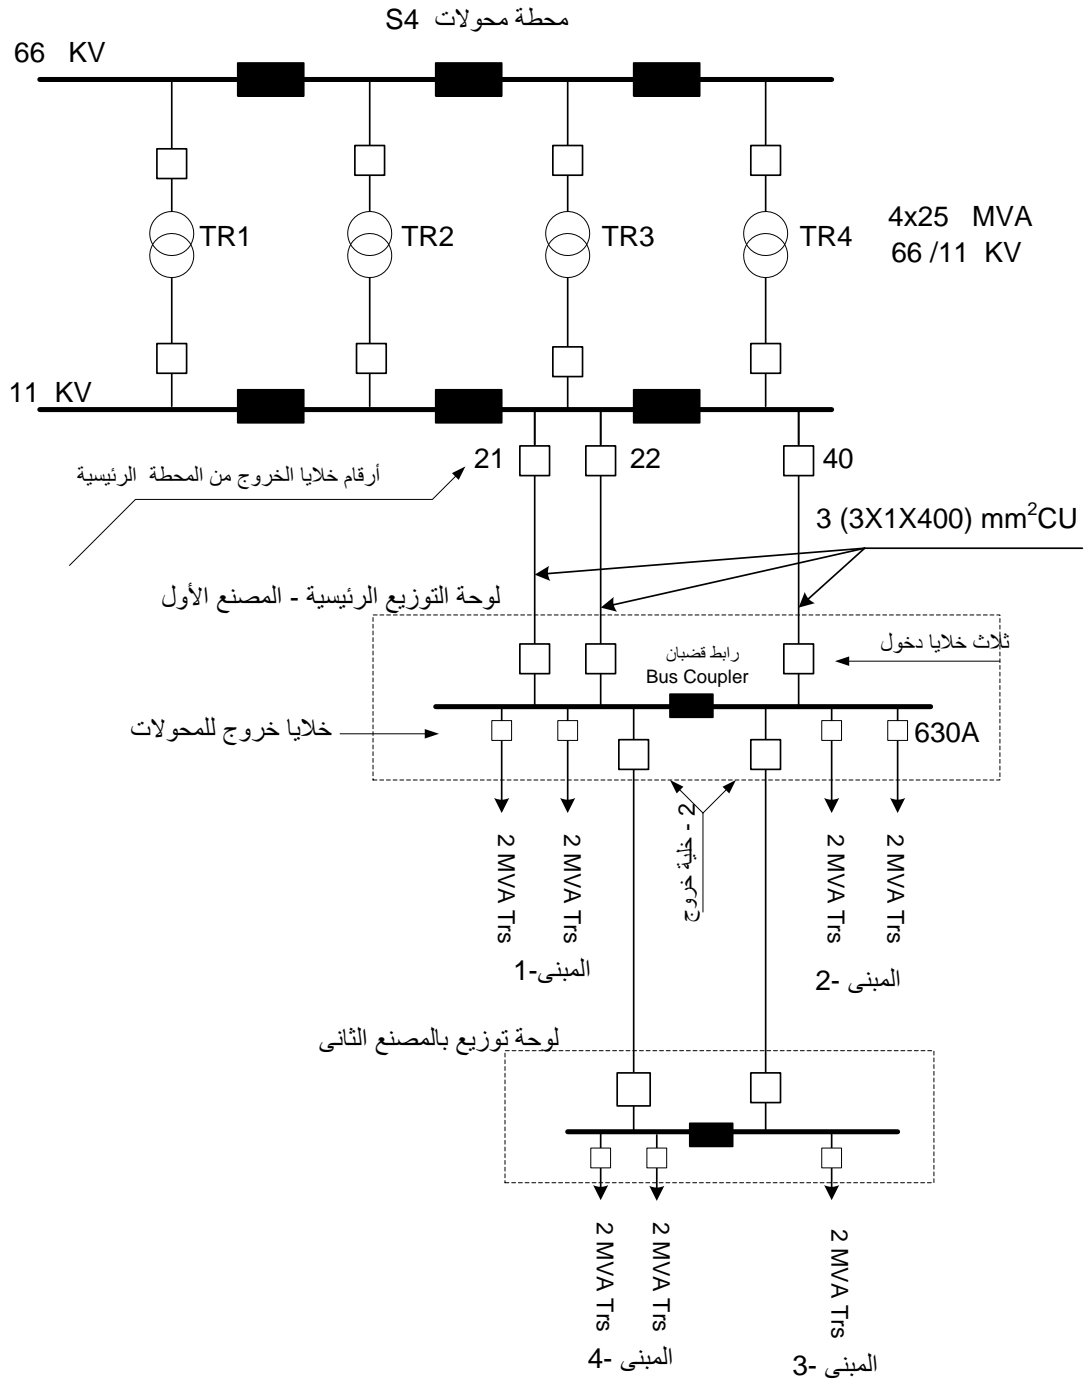 محطة محولات S4
66 KV
TR1
TR2
TR3
TR4
4x25 MVA
66 /11 KV
11 KV
21
22
40
أرقام خلايا الخروج من المحطة الرئيسية
3 (3X1X400) mm²CU
لوحة التوزيع الرئيسية - المصنع الأول
رابط قضبان
Bus Coupler
ثلاث خلايا دخول
خلايا خروج للمحولات
630A
2 - خلية خروج
2 MVA Trs
2 MVA Trs
2 MVA Trs
2 MVA Trs
المبنى-1
المبنى -2
لوحة توزيع بالمصنع الثانى
2 MVA Trs
2 MVA Trs
2 MVA Trs
المبنى -4
المبنى -3